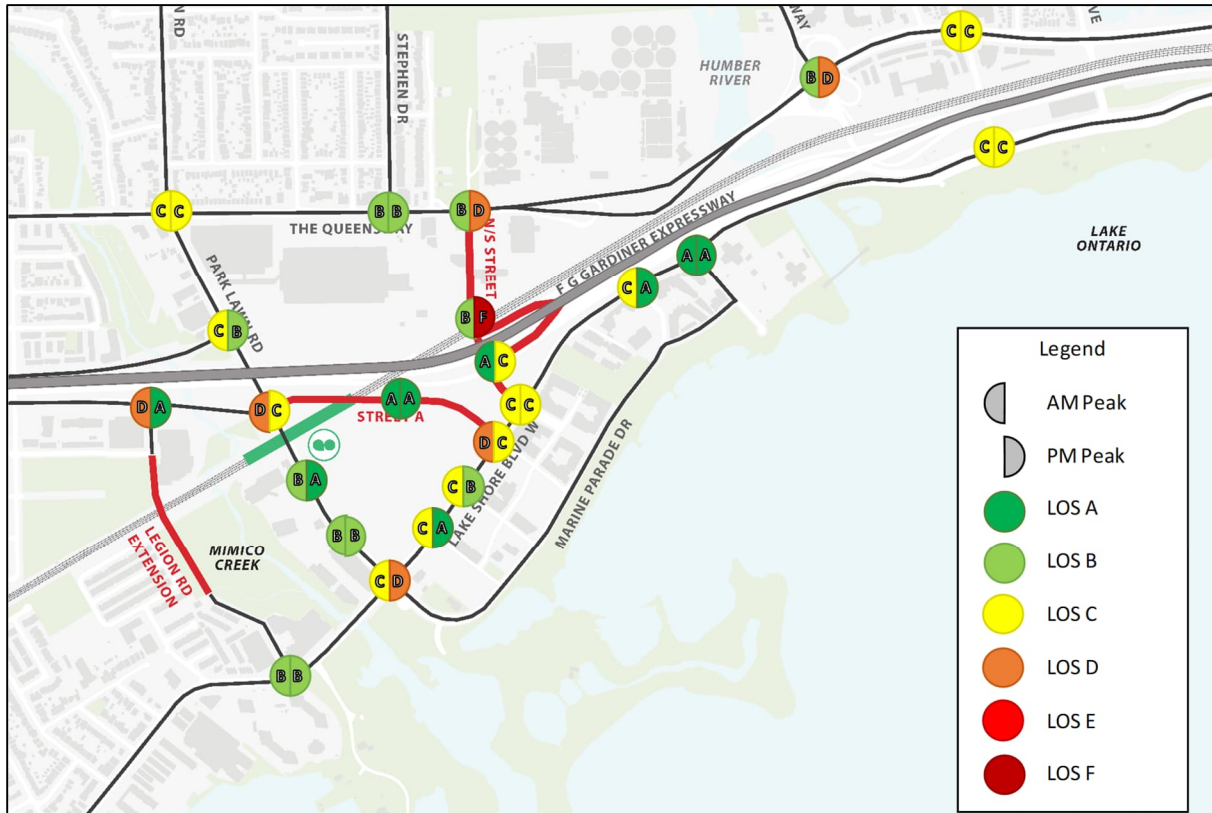 N RD
STEPHEN DR
WAY
VE
C C
HUMBER
RIVER
B D
C C
C C
B B
B D
THE QUEENSWAY
N/S STREET
F G GARDINER EXPRESSWAY
LAKE
ONTARIO
A A
C A
PARK LAWN RD
C B
B F
A C
D A
D C
A A
STREET A
C C
D C
B A
C B
LAKE SHORE BLVD W
MARINE PARADE DR
B B
C A
LEGION RD
EXTENSION
MIMICO
CREEK
C D
B B
Legend
AM Peak
PM Peak
LOS A
LOS B
LOS C
LOS D
LOS E
LOS F